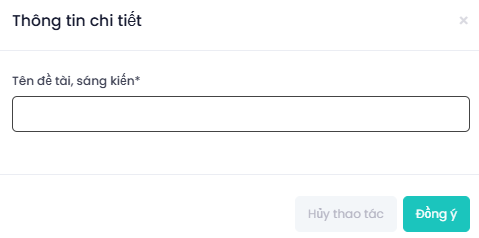 Thông tin chi tiết
×
Tên đề tài, sáng kiến*
Hủy thao tác
Đồng ý